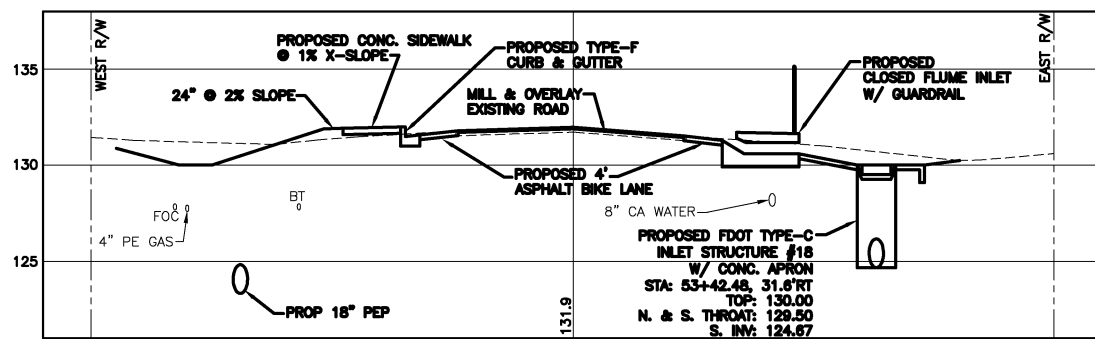 WEST R/W
EAST R/W
135
130
125
PROPOSED CONC. SIDEWALK
@ 1% X-SLOPE
24" @ 2% SLOPE
PROPOSED TYPE-F
CURB & GUTTER
MILL & OVERLAY
EXISTING ROAD
PROPOSED
CLOSED FLUME INLET
W/ GUARDRAIL
PROPOSED 4'
ASPHALT BIKE LANE
FOC
BT
4" PE GAS
8" CA WATER
PROP 18" PEP
131.9
PROPOSED FDOT TYPE-C
INLET STRUCTURE #18
W/ CONC. APRON
STA: 53+42.48, 31.6'RT
TOP: 130.00
N. & S. THROAT: 129.50
S. INV: 124.67